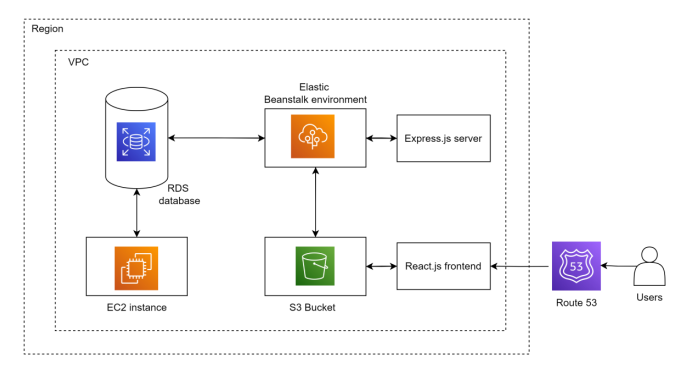 Region
VPC
Elastic
Beanstalk environment
Express.js server
RDS
database
EC2 instance
S3 Bucket
React.js frontend
53
Route 53
Users